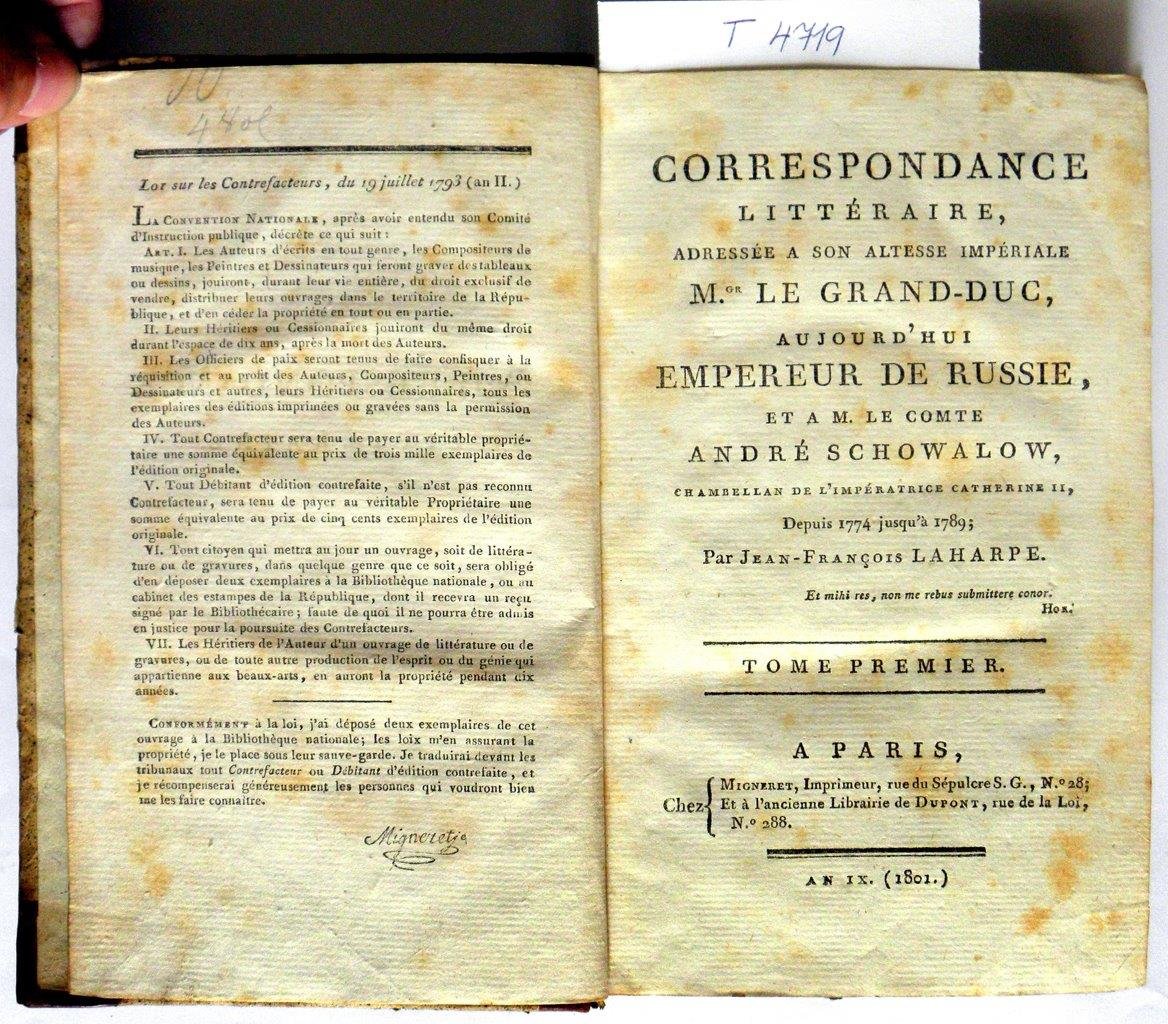 T 4719
Loi sur les Contrefacteurs, du 19 juillet 1793 (an II.)
LA CONVENTION NATIONALE, après avoir entendu son Comité
d'Instruction publique, décrète ce qui suit :
ART. I. Les Auteurs d'écrits en tout genre, les Compositeurs de
musique, les Peintres et Dessinateurs qui feront graver des tableaux
ou dessins, jouiront, durant leur vie entière, du droit exclusif de
vendre, distribuer leurs ouvrages dans le territoire de la Répu-
blique, et d'en céder la propriété en tout ou en partie.
II. Leurs Héritiers ou Cessionnaires jouiront du même droit
durant l'espace de dix ans, après la mort des Auteurs.
III. Les Officiers de paix seront tenus de faire confisquer à la
réquisition et au profit des Auteurs, Compositeurs, Peintres, ou
Dessinateurs et autres, leurs Héritiers ou Cessionnaires, tous les
exemplaires des éditions imprimées ou gravées sans la permission
des Auteurs.
IV. Tout Contrefacteur sera tenu de payer au véritable proprié-
taire une somme équivalente au prix de trois mille exemplaires de
l'édition originale.
V. Tout Débitant d'édition contrefaite, s'il n'est pas reconnu
Contrefacteur, sera tenu de payer au véritable Propriétaire une
somme équivalente au prix de cinq cents exemplaires de l'édition
originale.
VI. Tout citoyen qui mettra au jour un ouvrage, soit de littéra-
ture ou de gravures, dans quelque genre que ce soit, sera obligé
d'en déposer deux exemplaires à la Bibliothèque nationale, ou au
cabinet des estampes de la République, dont il recevra un reçu
signé par le Bibliothécaire; faute de quoi il ne pourra être admis
en justice pour la poursuite des Contrefacteurs.
VII. Les Héritiers de l'Auteur d'un ouvrage de littérature ou de
gravures, ou de toute autre production de l'esprit ou du génie qui
appartienne aux beaux-arts, en auront la propriété pendant dix
années.
CONFORMÉMENT à la loi, j'ai déposé deux exemplaires de cet
ouvrage à la Bibliothèque nationale; les loix m'en assurant la
propriété, je le place sous leur sauve-garde. Je traduirai devant les
tribunaux tout Contrefacteur ou Débitant d'édition contrefaite, et
je récompenserai généreusement les personnes qui voudront bien
me les faire connaître.
Migneret
CORRESPONDANCE
LITTÉRAIRE,
ADRESSÉE A SON ALTESSE IMPÉRIALE
M.GR LE GRAND-DUC,
AUJOURD'HUI
EMPEREUR DE RUSSIE,
ET A M. LE COMTE
ANDRÉ SCHOWALOW,
CHAMBELLAN DE L'IMPÉRATRICE CATHERINE II,
Depuis 1774 jusqu'à 1789;
Par JEAN-FRANÇOIS LAHARPE.
Et mihi res, non me rebus submittere conor.
HOR.
TOME PREMIER.
A PARIS,
Chez { MIGNERET, Imprimeur, rue du Sépulcre S. G., N.º 28;
Et à l'ancienne Librairie de DUPONT, rue de la Loi,
N.º 288.
AN IX. (1801.)